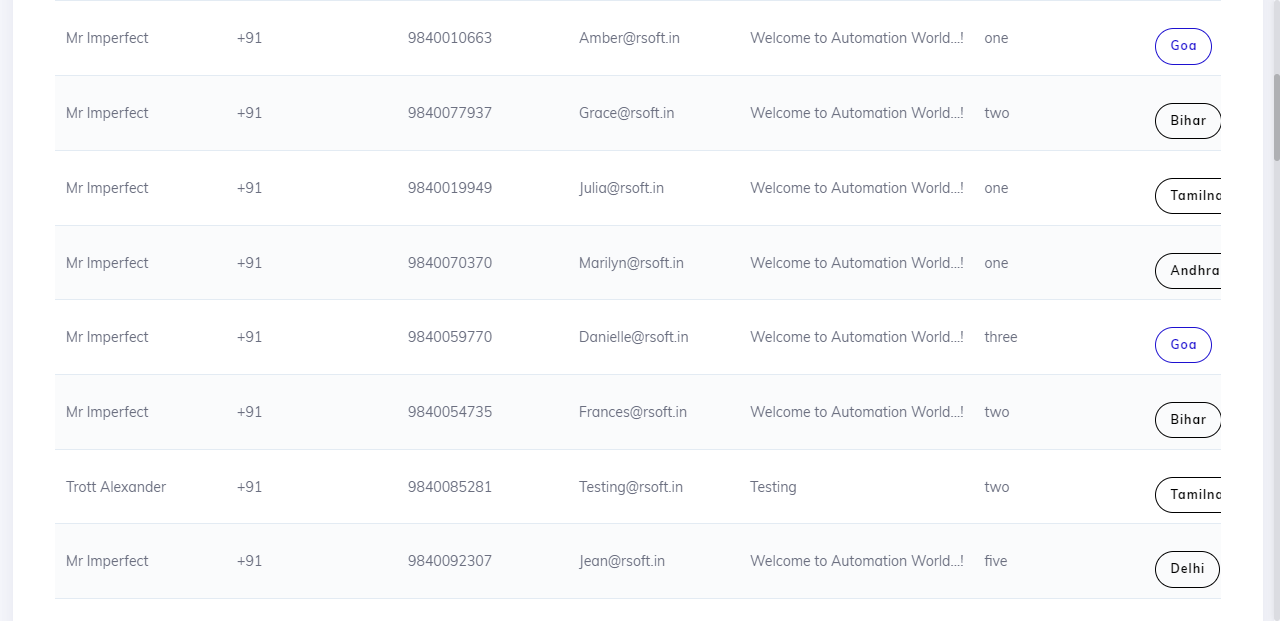 Mr Imperfect +91 9840010663 Amber@rsoft.in Welcome to Automation World...! one Goa
Mr Imperfect +91 9840077937 Grace@rsoft.in Welcome to Automation World...! two Bihar
Mr Imperfect +91 9840019949 Julia@rsoft.in Welcome to Automation World...! one Tamilna
Mr Imperfect +91 9840070370 Marilyn@rsoft.in Welcome to Automation World...! one Andhra
Mr Imperfect +91 9840059770 Danielle@rsoft.in Welcome to Automation World...! three Goa
Mr Imperfect +91 9840054735 Frances@rsoft.in Welcome to Automation World...! two Bihar
Trott Alexander +91 9840085281 Testing@rsoft.in Testing two Tamilna
Mr Imperfect +91 9840092307 Jean@rsoft.in Welcome to Automation World...! five Delhi